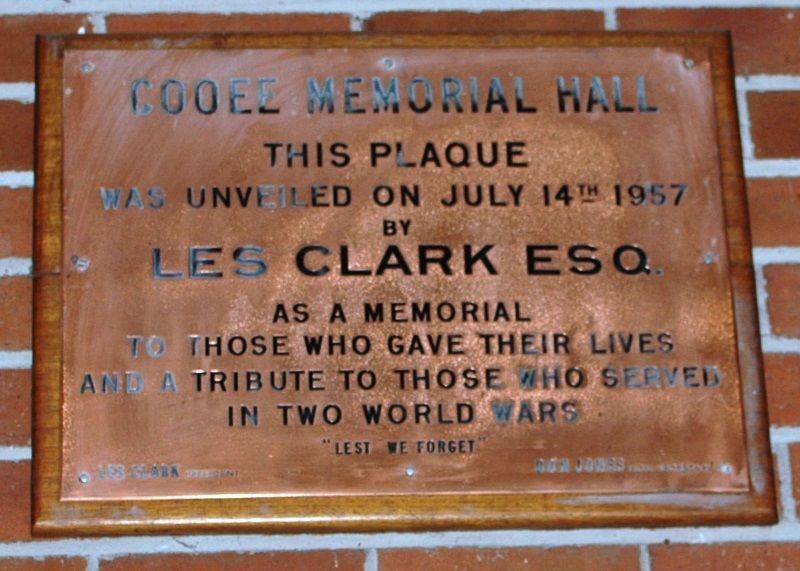 COOEE MEMORIAL HALL
THIS PLAQUE
WAS UNVEILED ON JULY 14TH 1957
BY
LES CLARK ESQ.
AS A MEMORIAL
TO THOSE WHO GAVE THEIR LIVES
AND A TRIBUTE TO THOSE WHO SERVED
IN TWO WORLD WARS
"LEST WE FORGET"
LES CLARK PRESIDENT DON JONES